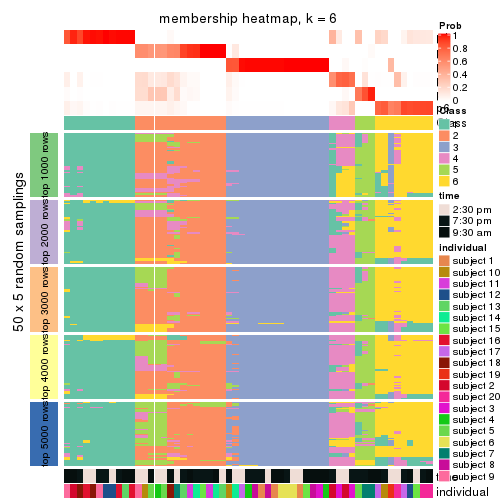 membership heatmap, k = 6
50 x 5 random samplings
top 1000 rows
top 2000 rows
top 3000 rows
top 4000 rows
top 5000 rows
Prob
1
0.8
0.6
0.4
0.2
0
Class
1
2
3
4
5
6
time
2:30 pm
7:30 pm
9:30 am
individual
subject 1
subject 10
subject 11
subject 12
subject 13
subject 14
subject 15
subject 16
subject 17
subject 18
subject 19
subject 2
subject 20
subject 3
subject 4
subject 5
subject 6
subject 7
subject 8
subject 9
time
individual